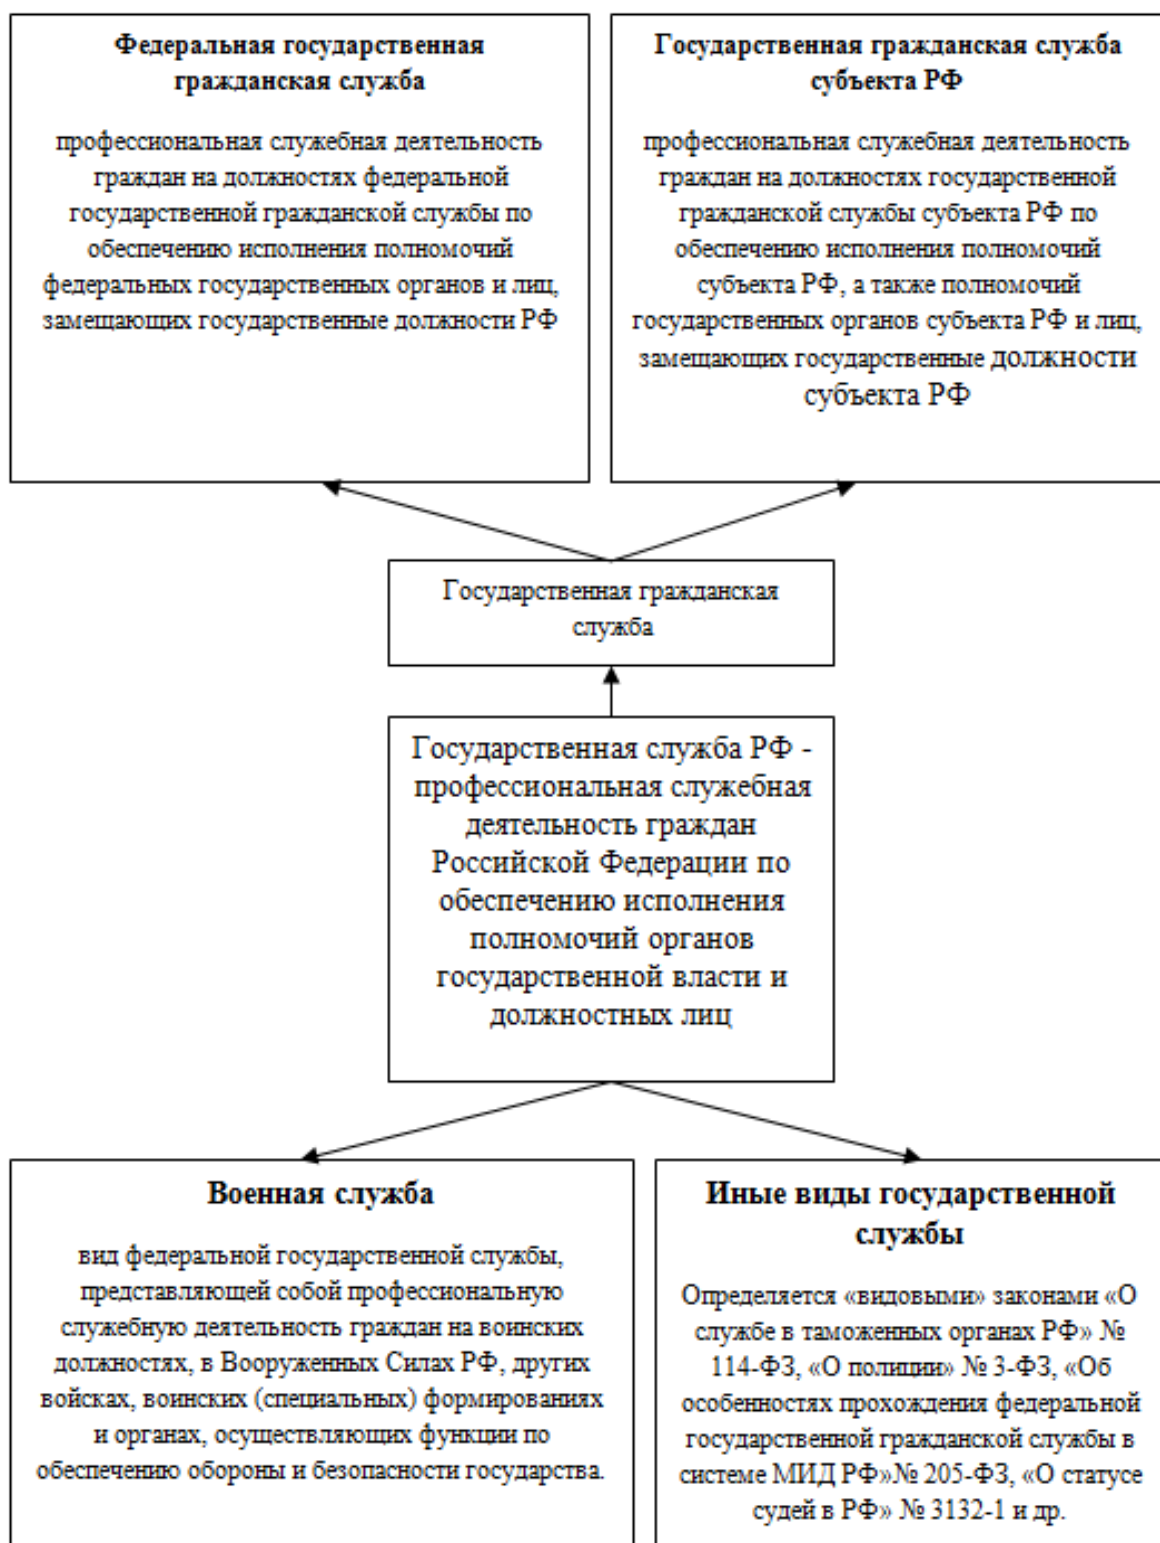 Федеральная государственная
гражданская служба
профессиональная служебная деятельность
граждан на должностях федеральной
государственной гражданской службы по
обеспечению исполнения полномочий
федеральных государственных органов и лиц,
замещающих государственные должности РФ
Государственная гражданская служба
субъекта РФ
профессиональная служебная деятельность
граждан на должностях государственной
гражданской службы субъекта РФ по
обеспечению исполнения полномочий
субъекта РФ, а также полномочий
государственных органов субъекта РФ и лиц,
замещающих государственные должности
субъекта РФ
Государственная гражданская
служба
Государственная служба РФ -
профессиональная служебная
деятельность граждан
Российской Федерации по
обеспечению исполнения
полномочий органов
государственной власти и
должностных лиц
Военная служба
вид федеральной государственной службы,
представляющей собой профессиональную
служебную деятельность граждан на воинских
должностях, в Вооруженных Силах РФ, других
войсках, воинских (специальных) формированиях
и органах, осуществляющих функции по
обеспечению обороны и безопасности государства.
Иные виды государственной
службы
Определяется «видовыми» законами «О
службе в таможенных органах РФ» №
114-ФЗ, «О полиции» № 3-ФЗ, «Об
особенностях прохождения федеральной
государственной гражданской службы в
системе МИД РФ»№ 205-ФЗ, «О статусе
судей в РФ» № 3132-1 и др.